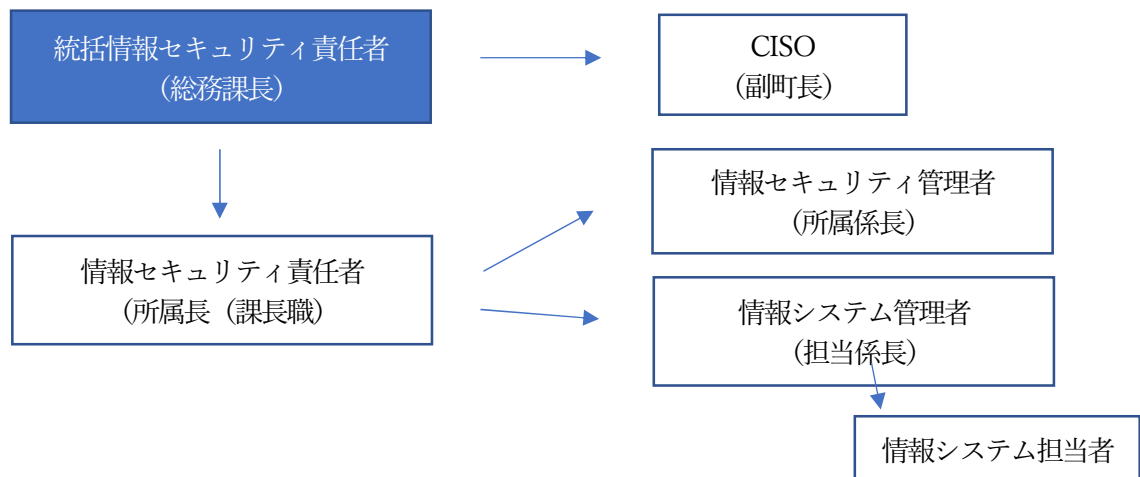 統括情報セキュリティ責任者
（総務課長）
CISO
（副町長）
情報セキュリティ管理者
（所属係長）
情報セキュリティ責任者
（所属長（課長職）
情報システム管理者
（担当係長）
情報システム担当者